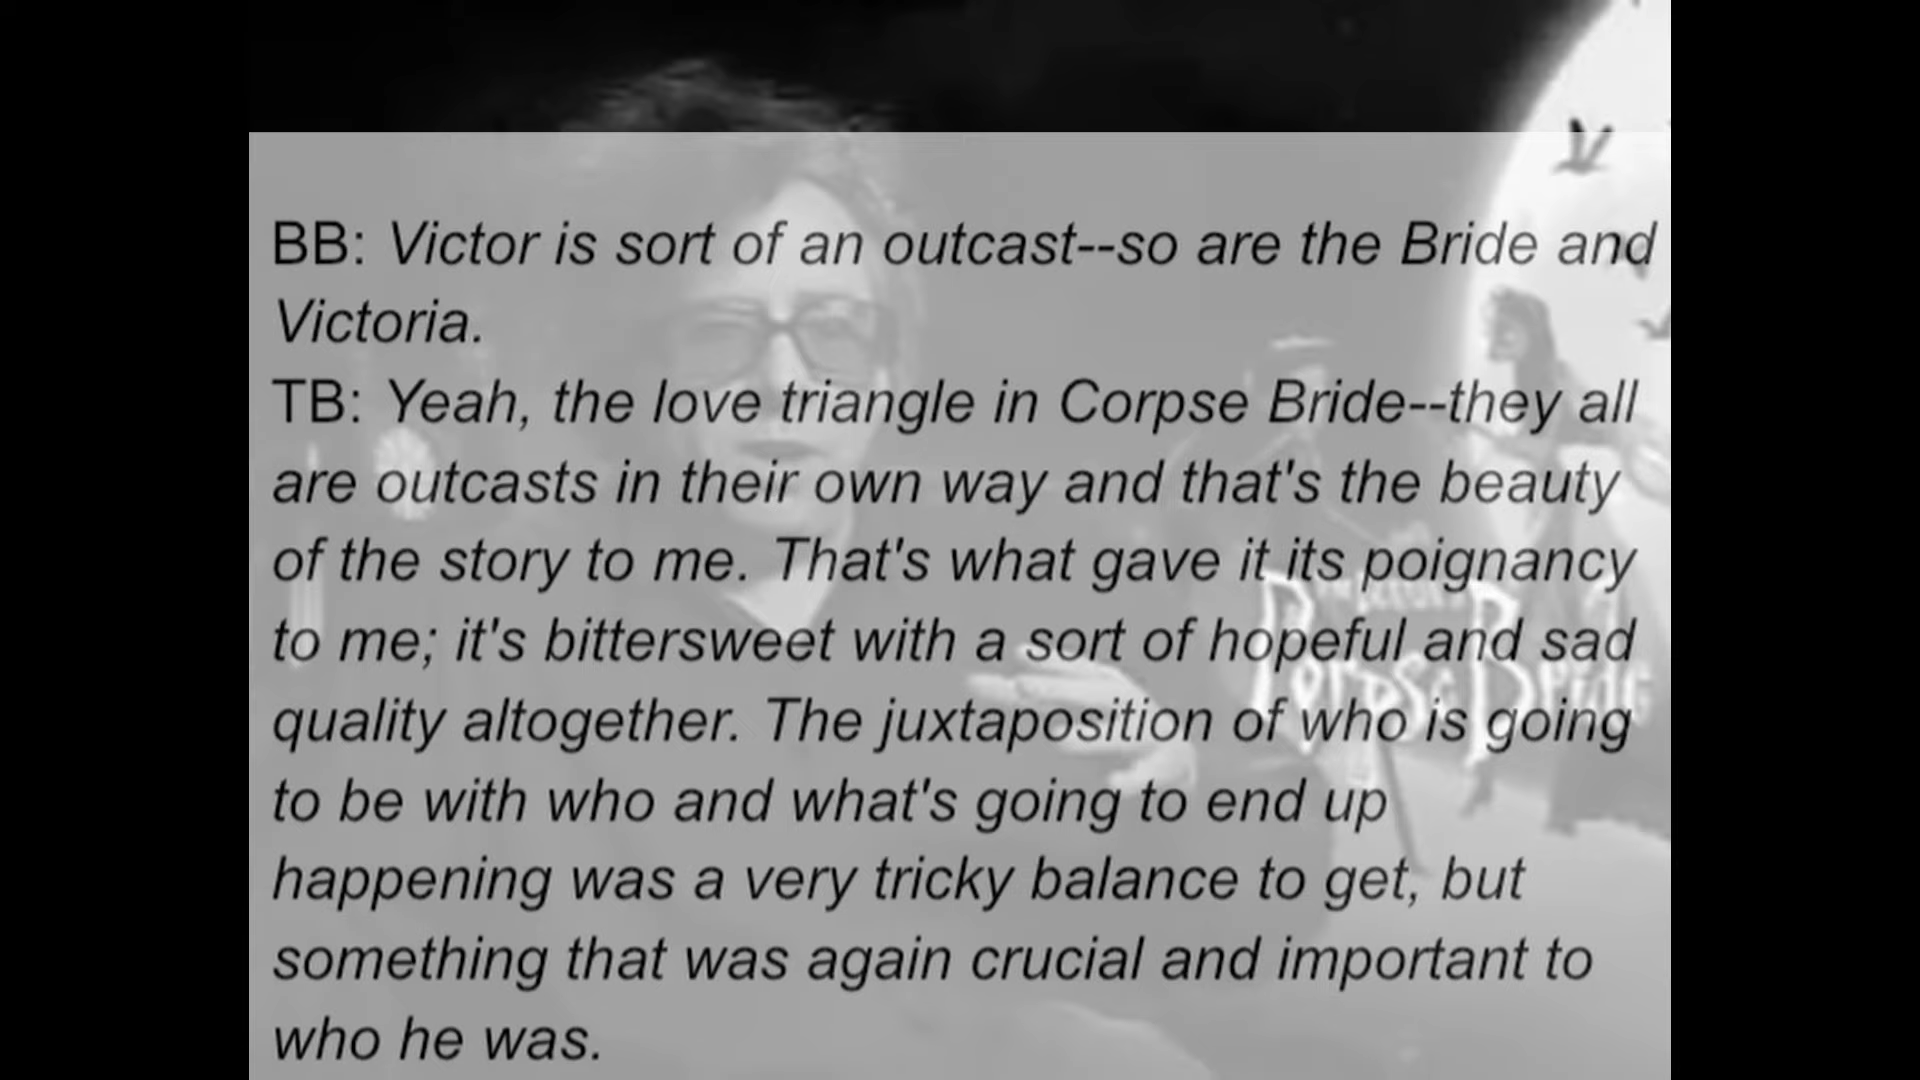 BB: Victor is sort of an outcast--so are the Bride and
Victoria.
TB: Yeah, the love triangle in Corpse Bride--they all
are outcasts in their own way and that's the beauty
of the story to me. That's what gave it its poignancy
to me; it's bittersweet with a sort of hopeful and sad
quality altogether. The juxtaposition of who is going
to be with who and what's going to end up
happening was a very tricky balance to get, but
something that was again crucial and important to
who he was.
Corpse Bride